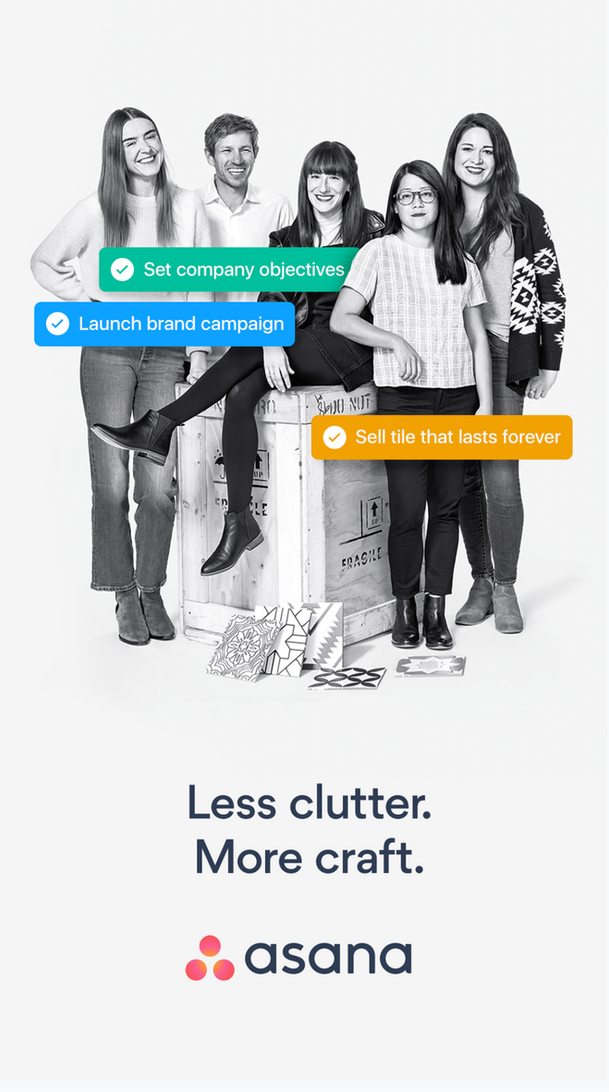 Set company objectives
Launch brand campaign
DO NOT
Sell tile that lasts forever
UP
FRAGILE
Less clutter.
More craft.
asana